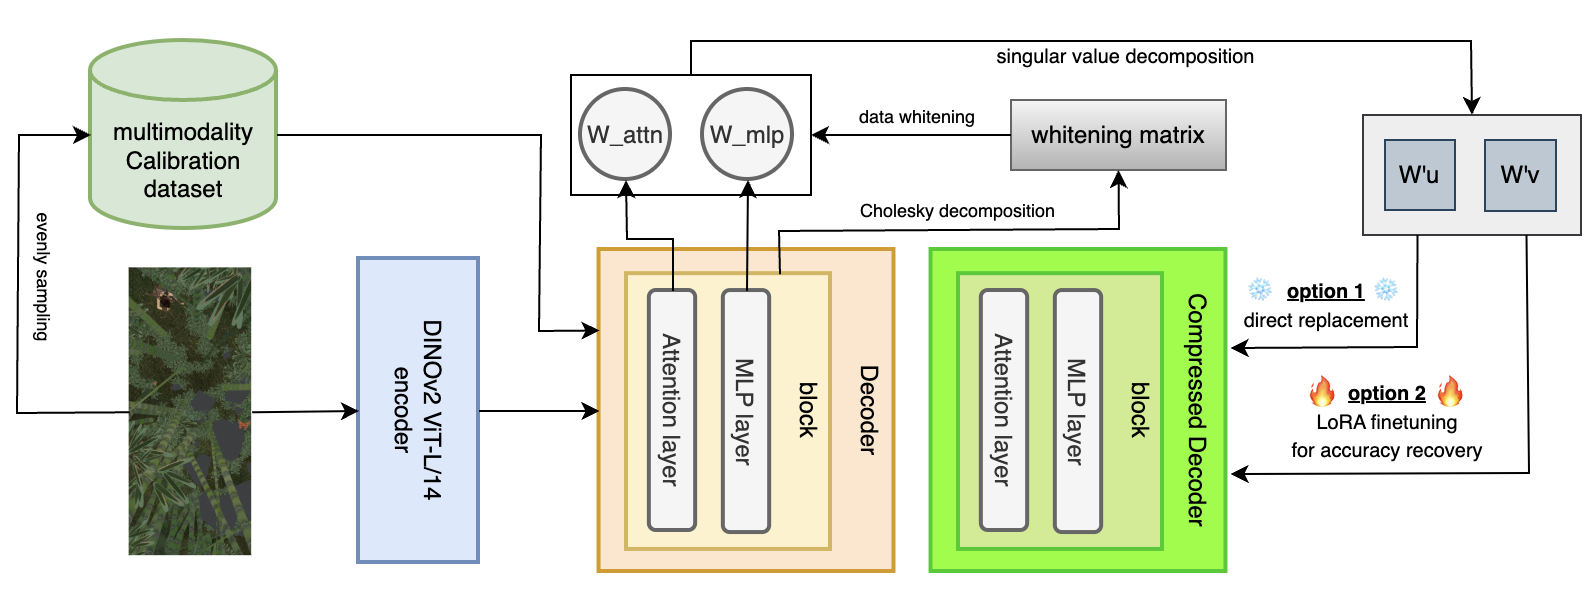 multimodality
Calibration
dataset
evenly sampling
DINOv2 ViT-L/14
encoder
W_attn
W_mlp
data whitening
whitening matrix
singular value decomposition
Cholesky decomposition
W'u
W'v
Attention layer
MLP layer
block
Decoder
Attention layer
MLP layer
block
Compressed Decoder
option 1
direct replacement
option 2
LoRA finetuning
for accuracy recovery